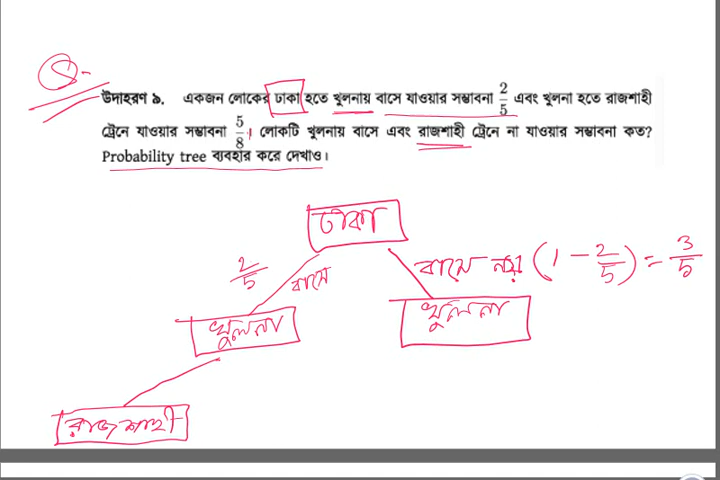 উদাহরণ ৯. একজন লোকের ঢাকা হতে খুলনায় বাসে যাওয়ার সম্ভাবনা 2/5 এবং খুলনা হতে রাজশাহী
ট্রেনে যাওয়ার সম্ভাবনা 5/8। লোকটি খুলনায় বাসে এবং রাজশাহী ট্রেনে না যাওয়ার সম্ভাবনা কত?
Probability tree ব্যবহার করে দেখাও।
ঢাকা
2/5 বাসে
বাসে নয় (1 - 2/5) = 3/5
খুলনা
খুলনা
রাজশাহী